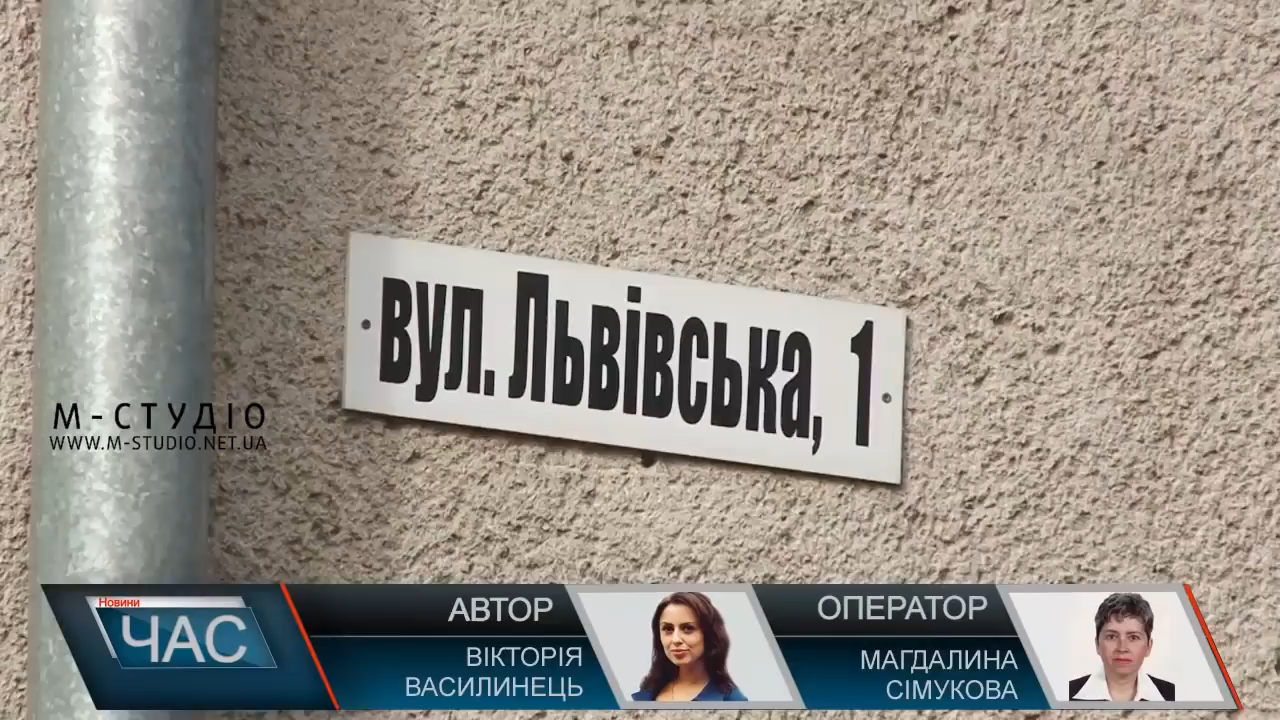 вул. Львівська, 1
М-СТУДІО
WWW.M-STUDIO.NET.UA
Новини
ЧАС
АВТОР
ВІКТОРІЯ
ВАСИЛИНЕЦЬ
ОПЕРАТОР
МАГДАЛИНА
СІМУКОВА